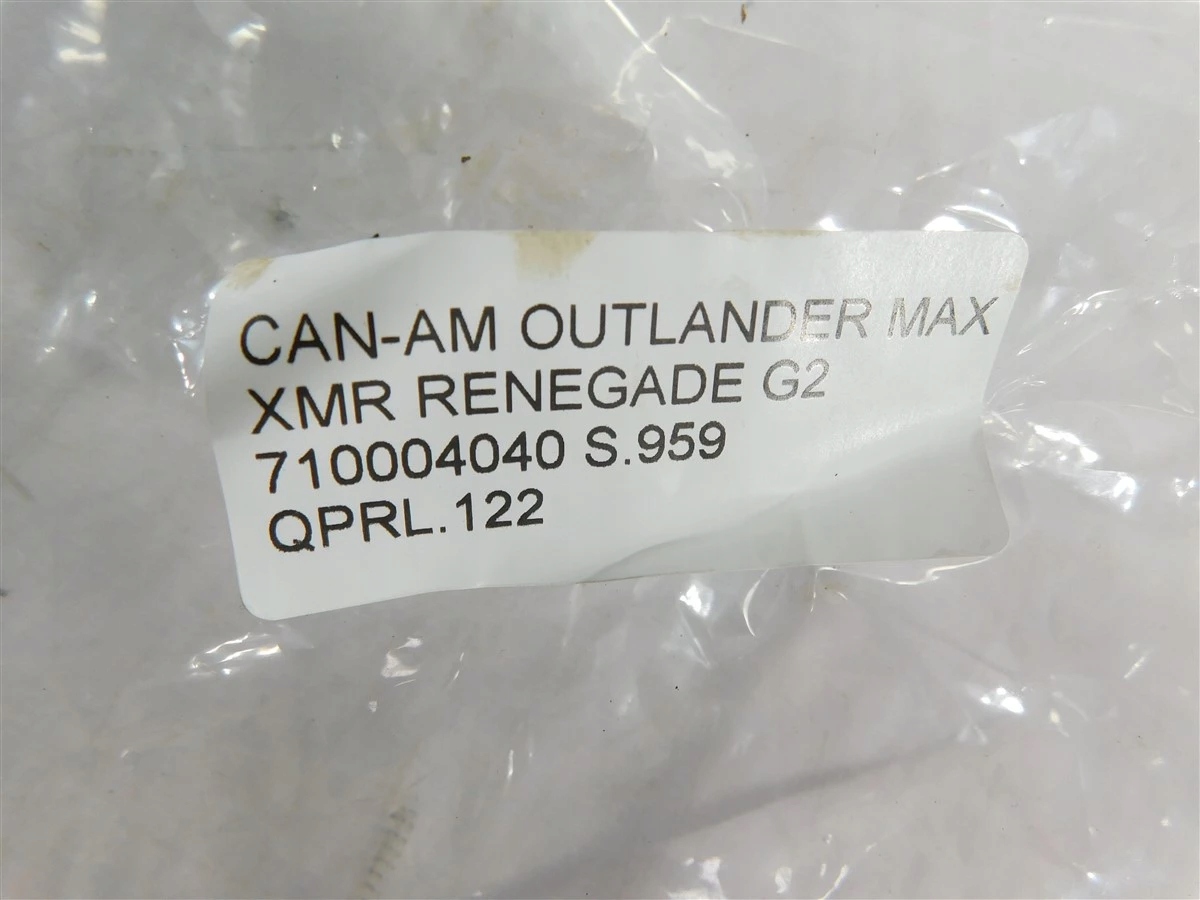 CAN-AM OUTLANDER MAX
XMR RENEGADE G2
710004040 S.959
QPRL.122